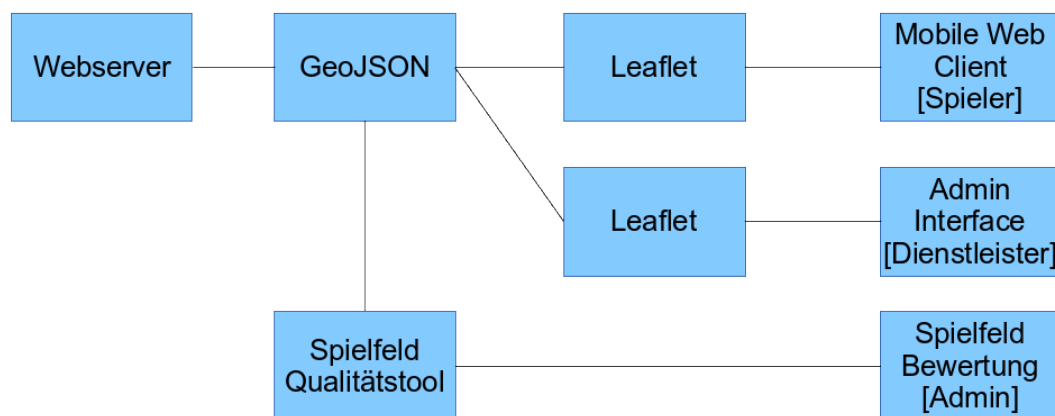 Webserver
GeoJSON
Leaflet
Mobile Web
Client
[Spieler]
Leaflet
Admin
Interface
[Dienstleister]
Spielfeld
Qualitätstool
Spielfeld
Bewertung
[Admin]